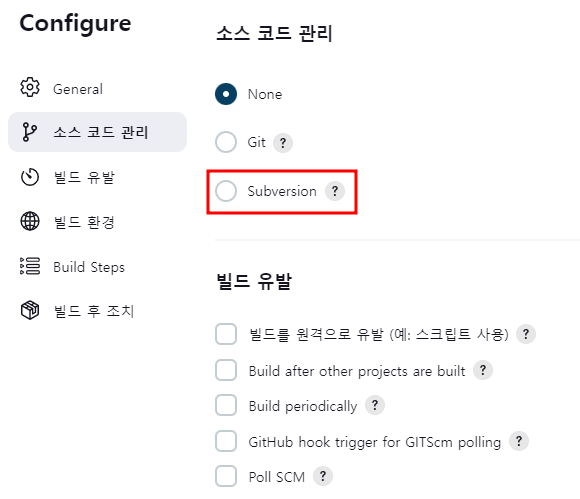 Configure
General
소스 코드 관리
빌드 유발
빌드 환경
Build Steps
빌드 후 조치
소스 코드 관리
None
Git ?
Subversion ?
빌드 유발
빌드를 원격으로 유발 (예: 스크립트 사용) ?
Build after other projects are built ?
Build periodically ?
GitHub hook trigger for GITScm polling ?
Poll SCM ?